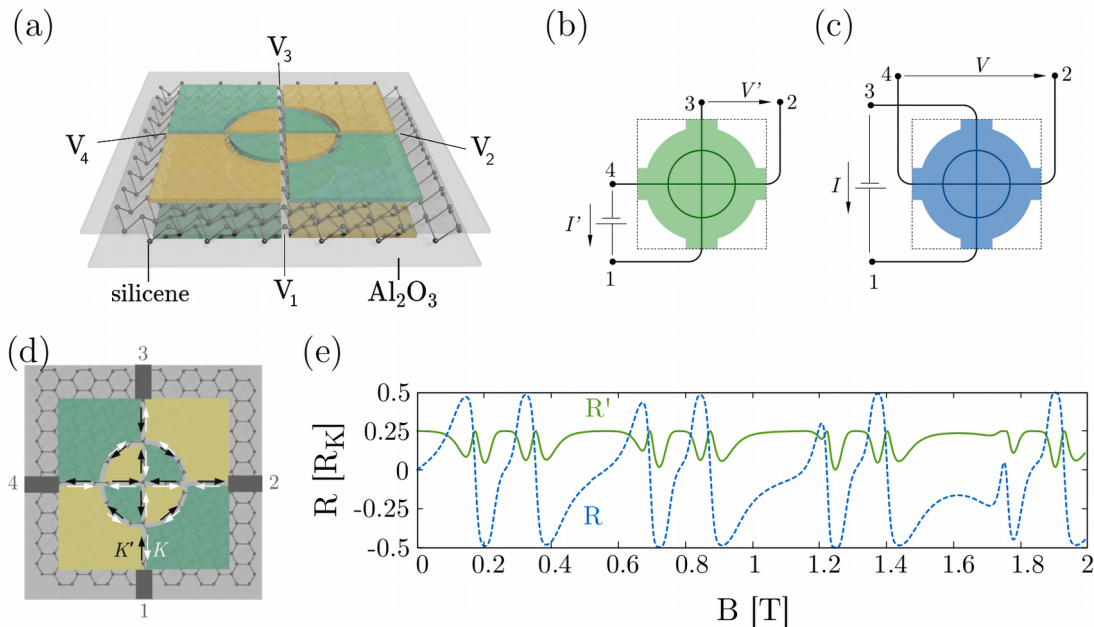 (a)
V3
V4
V2
V1
silicene
Al2O3
(b)
V'
3
2
4
I'
1
(c)
V
4
2
3
I
1
(d)
3
4
2
K'
K
1
(e)
R [RK]
0.5
0.25
0
-0.25
-0.5
R'
R
0 0.2 0.4 0.6 0.8 1 1.2 1.4 1.6 1.8 2
B [T]